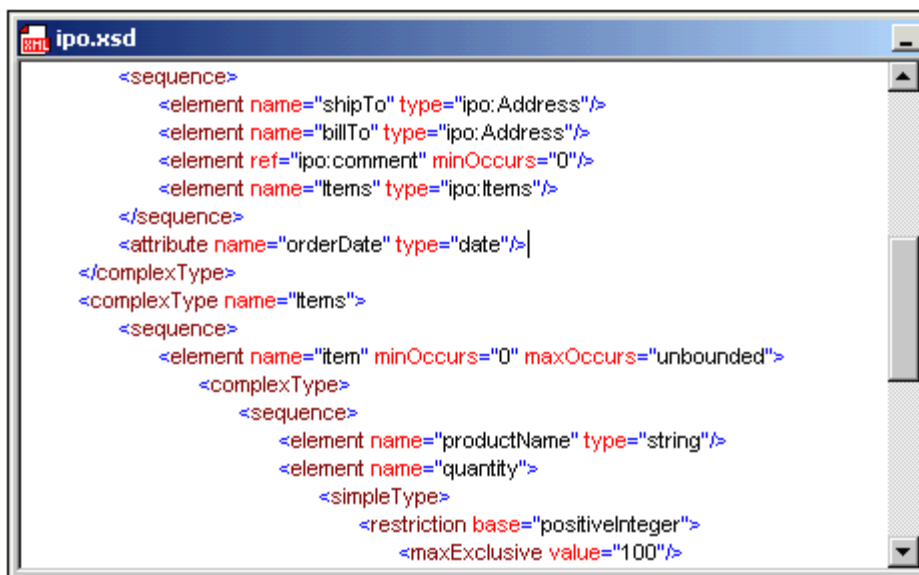 ipo.xsd
<sequence>
<element name="shipTo" type="ipo:Address"/>
<element name="billTo" type="ipo:Address"/>
<element ref="ipo:comment" minOccurs="0"/>
<element name="Items" type="ipo:Items"/>
</sequence>
<attribute name="orderDate" type="date"/>
</complexType>
<complexType name="Items">
<sequence>
<element name="item" minOccurs="0" maxOccurs="unbounded">
<complexType>
<sequence>
<element name="productName" type="string"/>
<element name="quantity">
<simpleType>
<restriction base="positiveInteger">
<maxExclusive value="100"/>